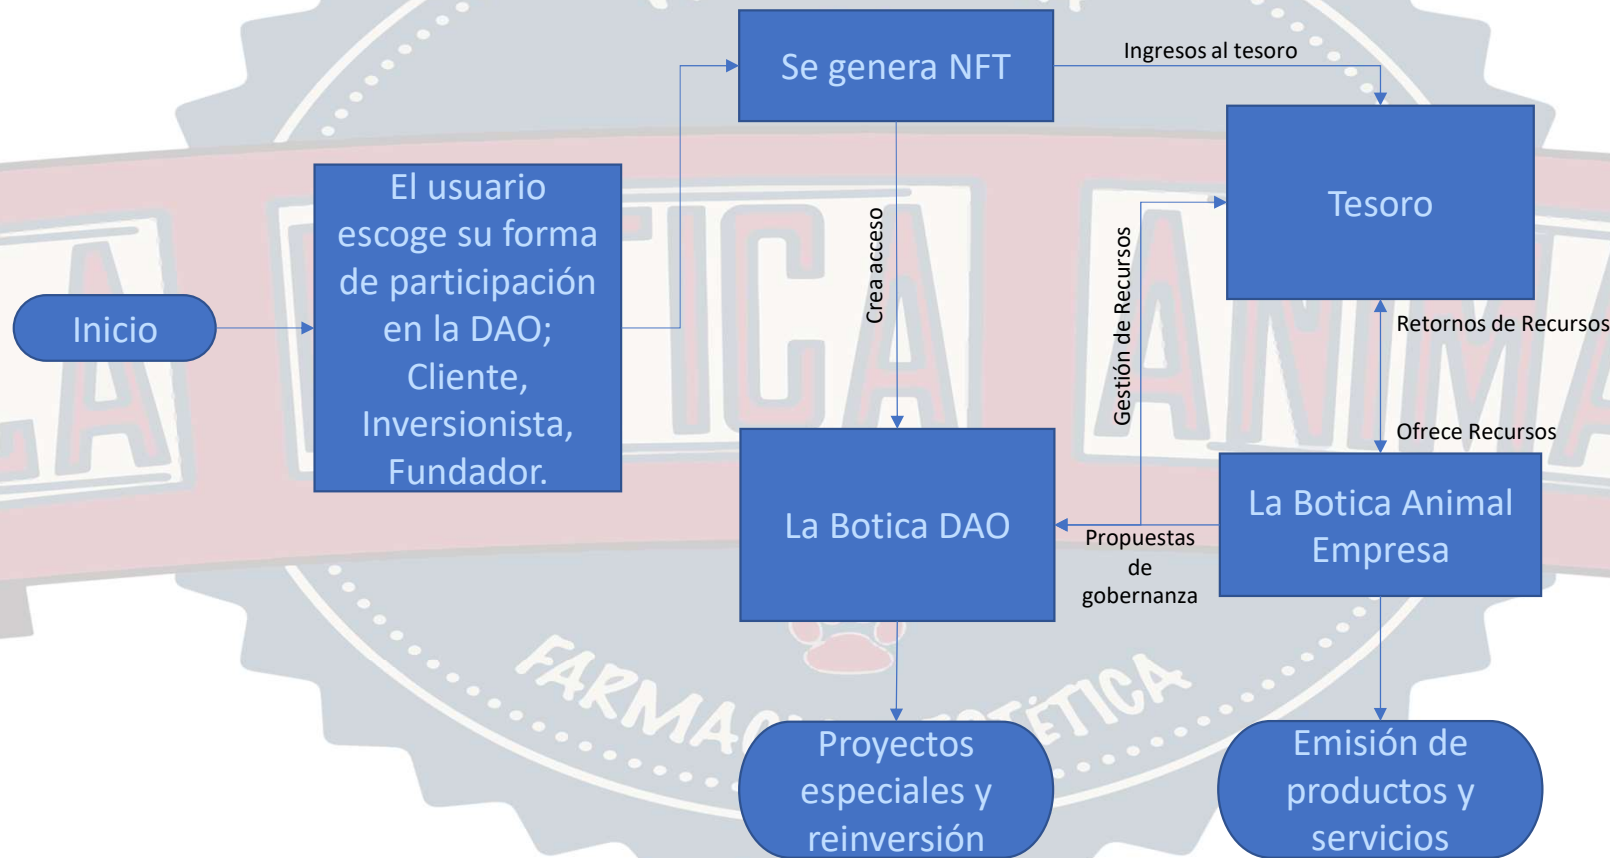 Se genera NFT
Ingresos al tesoro
El usuario
escoge su forma
de participación
en la DAO;
Cliente,
Inversionista,
Fundador.
Inicio
Crea acceso
Gestión de Recursos
Tesoro
Retornos de Recursos
Ofrece Recursos
La Botica DAO
La Botica Animal
Empresa
Propuestas
de
gobernanza
Proyectos
especiales y
reinversión
Emisión de
productos y
servicios